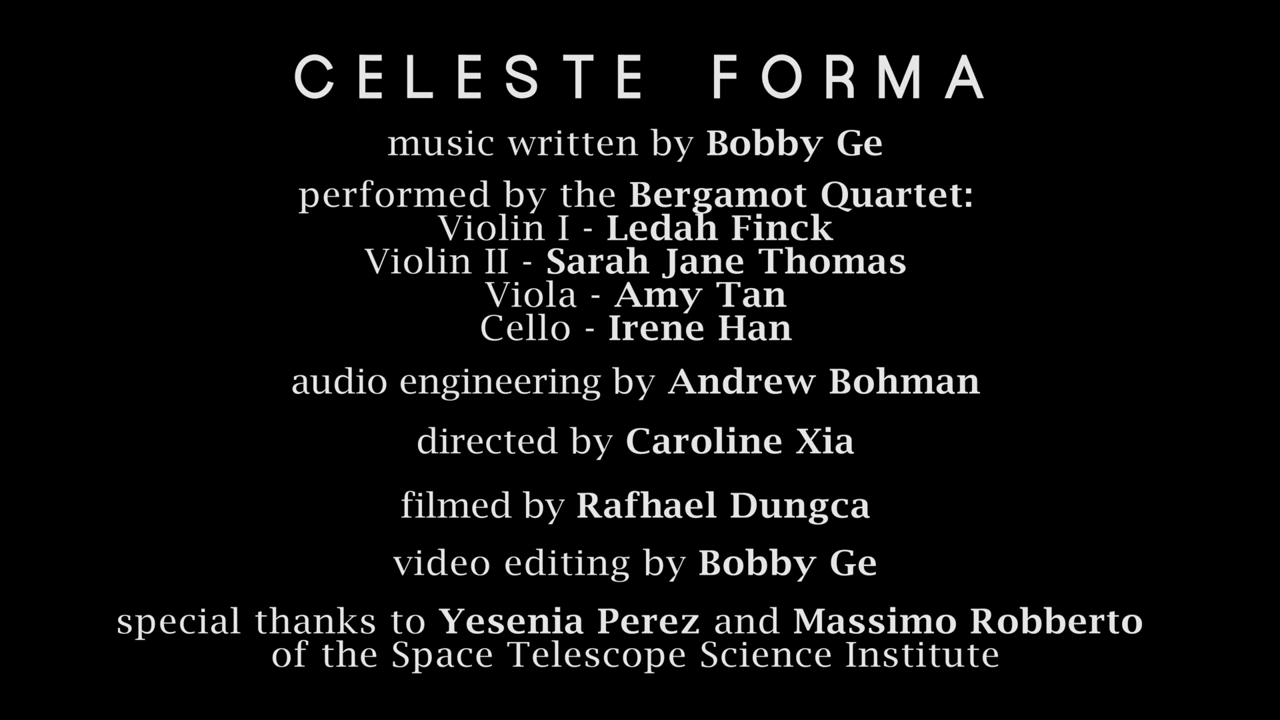 CELESTE FORMA
music written by Bobby Ge
performed by the Bergamot Quartet:
Violin I - Ledah Finck
Violin II - Sarah Jane Thomas
Viola - Amy Tan
Cello - Irene Han
audio engineering by Andrew Bohman
directed by Caroline Xia
filmed by Rafhael Dungca
video editing by Bobby Ge
special thanks to Yesenia Perez and Massimo Robberto
of the Space Telescope Science Institute